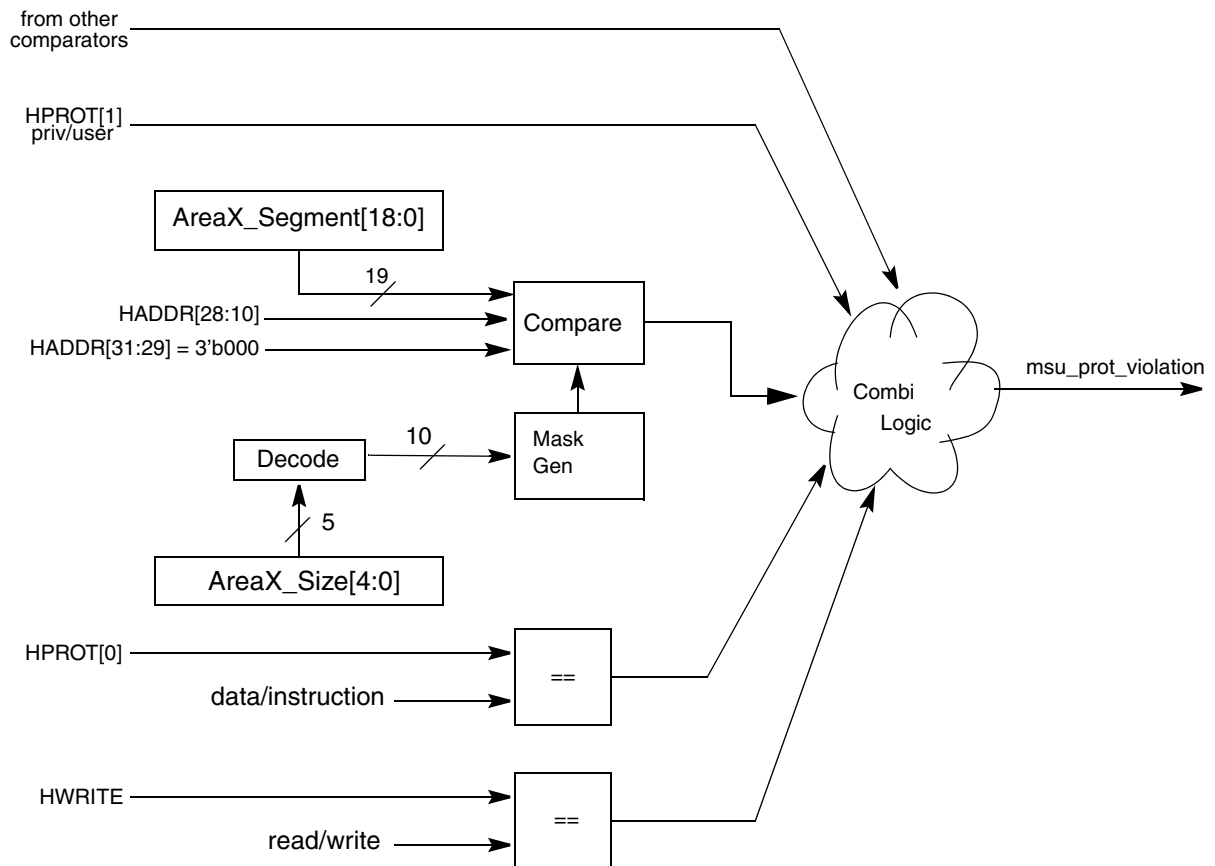 from other
comparators
HPROT[1]
priv/user
AreaX_Segment[18:0]
19
HADDR[28:10]
HADDR[31:29] = 3'b000
Compare
msu_prot_violation
Combi
Logic
10
Mask
Gen
Decode
5
AreaX_Size[4:0]
HPROT[0]
==
data/instruction
HWRITE
==
read/write